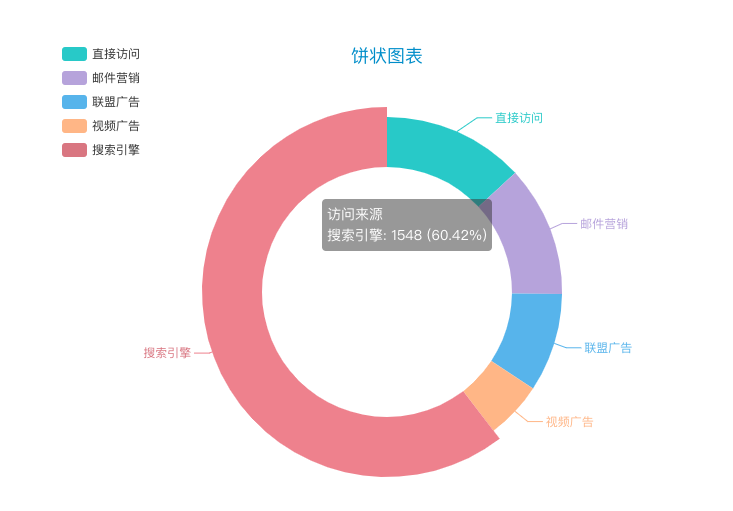 饼状图表
直接访问
邮件营销
联盟广告
视频广告
搜索引擎
直接访问
邮件营销
联盟广告
视频广告
搜索引擎
访问来源
搜索引擎: 1548 (60.42%)